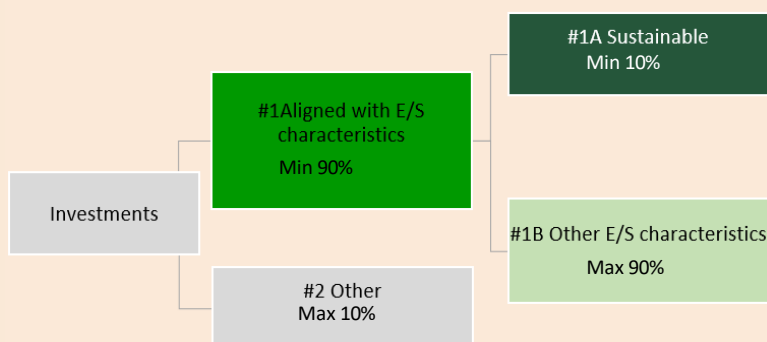 Investments
#1Aligned with E/S
characteristics
Min 90%
#2 Other
Max 10%
#1A Sustainable
Min 10%
#1B Other E/S characteristics
Max 90%